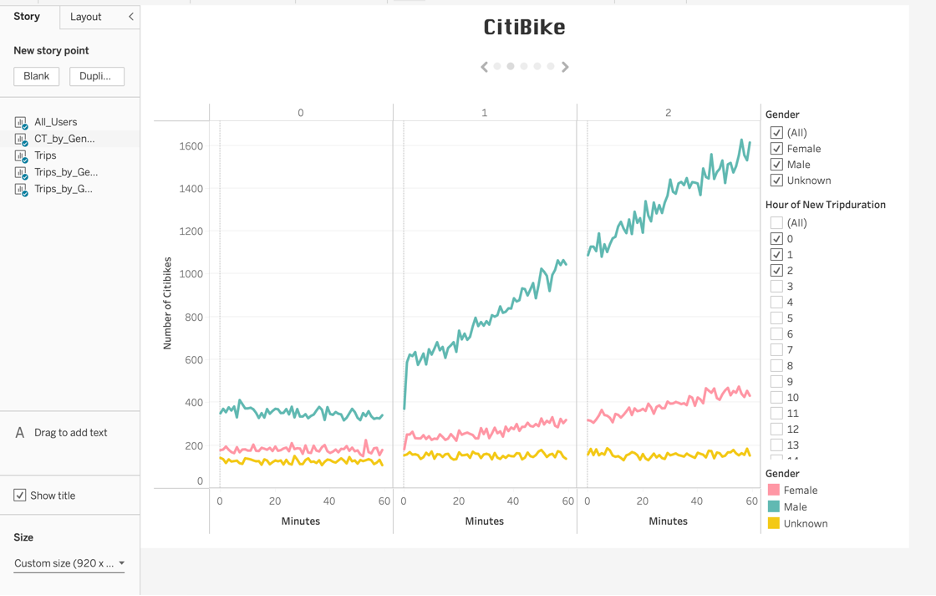 Story
Layout
New story point
Blank
Dupli...
All_Users
CT_by_Gen...
Trips
Trips_by_Ge...
Trips_by_G...
A Drag to add text
Show title
Size
Custom size (920 x ...
CitiBike
0 1 2
Number of Citibikes
1600
1400
1200
1000
800
600
400
200
0
0 20 40 60 0 20 40 60 0 20 40 60
Minutes Minutes Minutes
Gender
(All)
Female
Male
Unknown
Hour of New Tripduration
(All)
0
1
2
3
4
5
6
7
8
9
10
11
12
13
Gender
Female
Male
Unknown